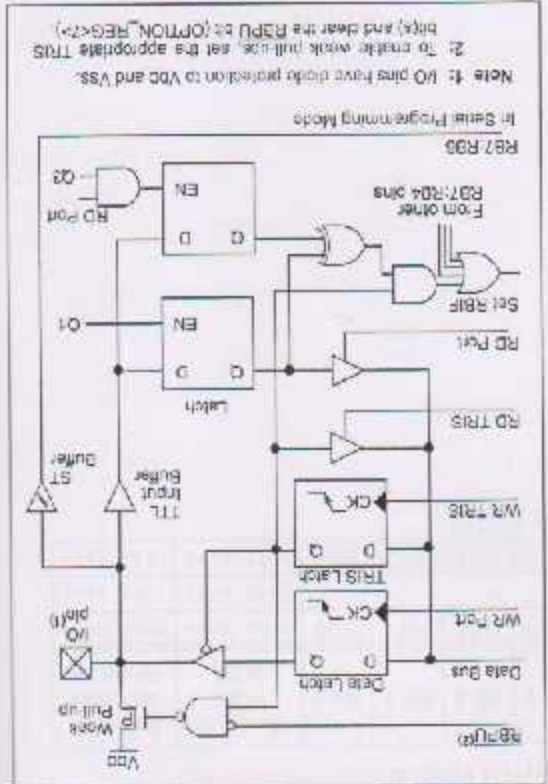 VDD
RBPU(2)
Weak
Pull-up
P
Data Latch
Data Bus
D Q
WR Port
CK
I/O
pin(1)
TRIS Latch
D Q
WR TRIS
CK
TTL
Input
Buffer
ST
Buffer
RD TRIS
Latch
Q D
RD Port
EN
Q1
Set RBIF
From other
RB7:RB4 pins
Q D
RD Port
EN
Q3
RB7:RB6
In Serial Programming Mode
Note 1: I/O pins have diode protection to VDD and VSS.
2: To enable weak pull-ups, set the appropriate TRIS
bit(s) and clear the RBPU bit (OPTION_REG<7>).